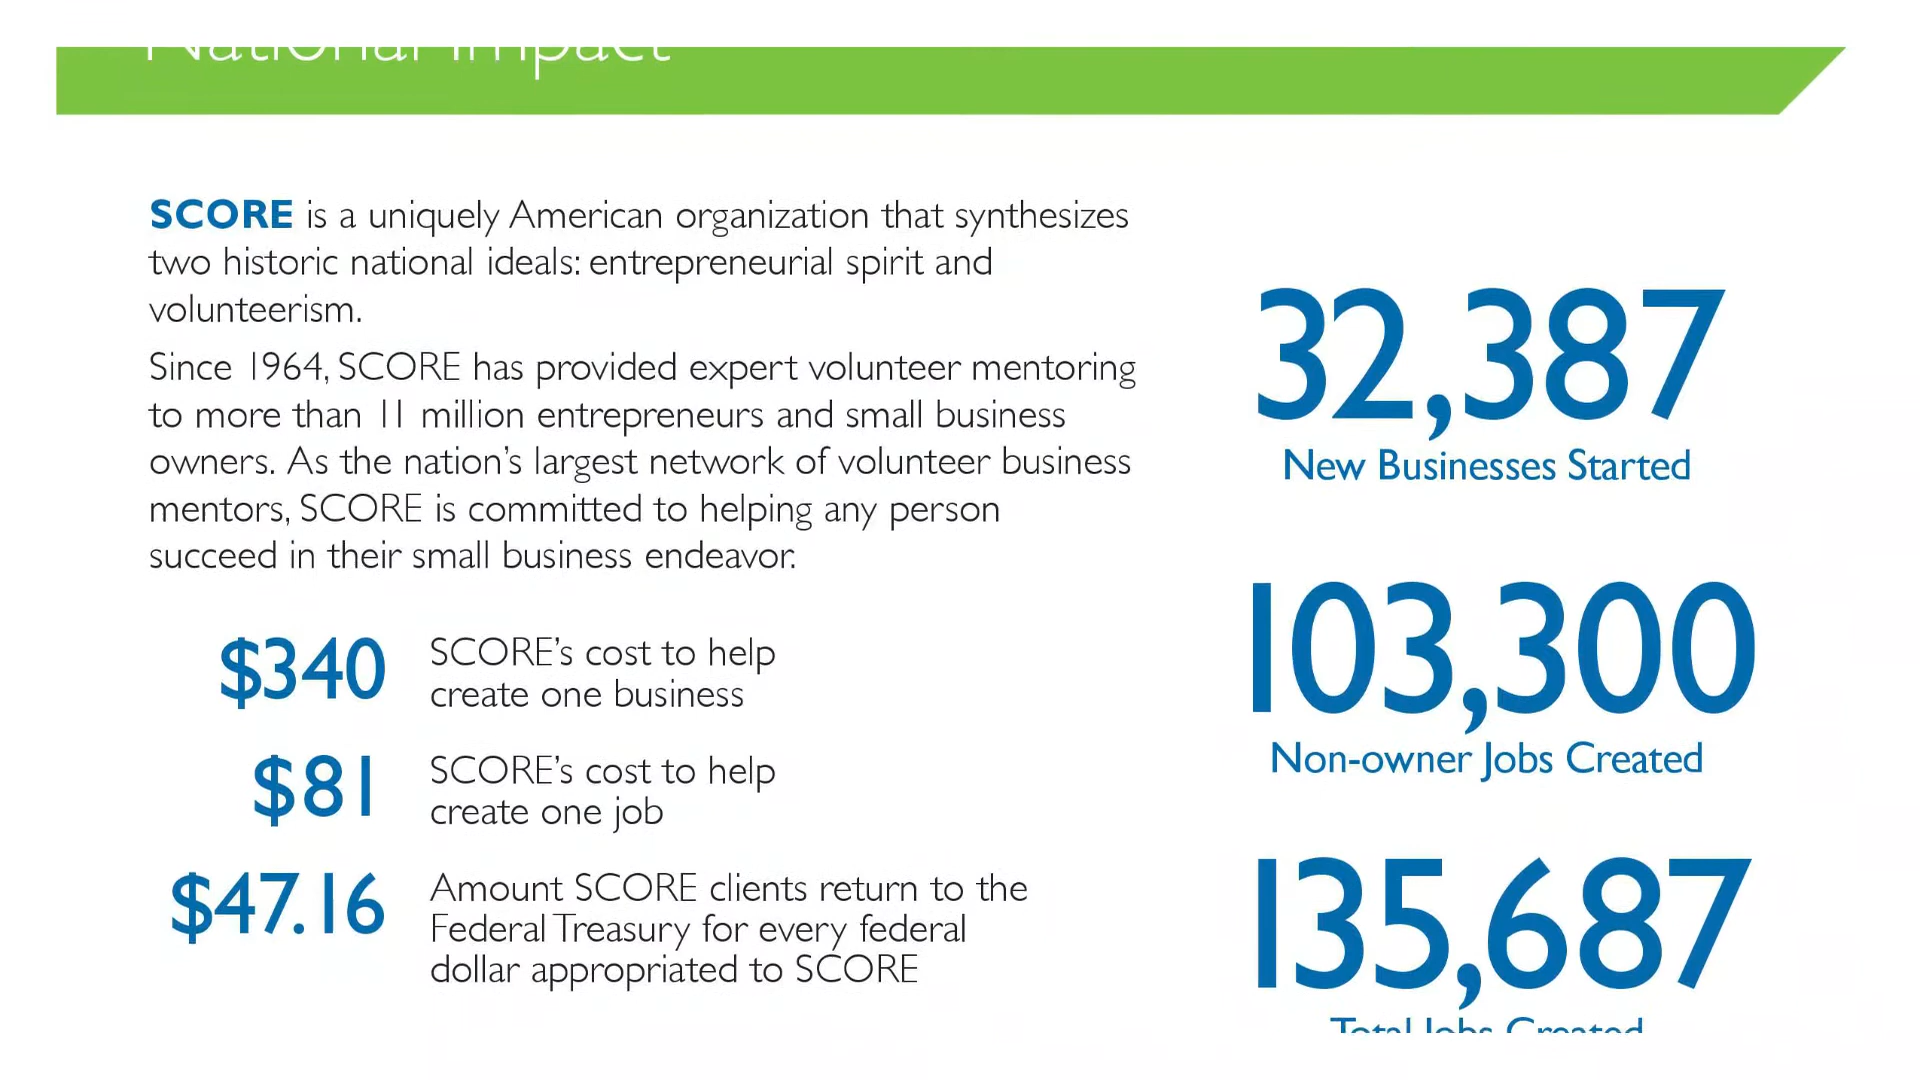 National Impact
SCORE is a uniquely American organization that synthesizes
two historic national ideals: entrepreneurial spirit and
volunteerism.
Since 1964, SCORE has provided expert volunteer mentoring
to more than 11 million entrepreneurs and small business
owners. As the nation’s largest network of volunteer business
mentors, SCORE is committed to helping any person
succeed in their small business endeavor.
$340
SCORE’s cost to help
create one business
$81
SCORE’s cost to help
create one job
$47.16
Amount SCORE clients return to the
Federal Treasury for every federal
dollar appropriated to SCORE
32,387
New Businesses Started
103,300
Non-owner Jobs Created
135,687
Total Jobs Created